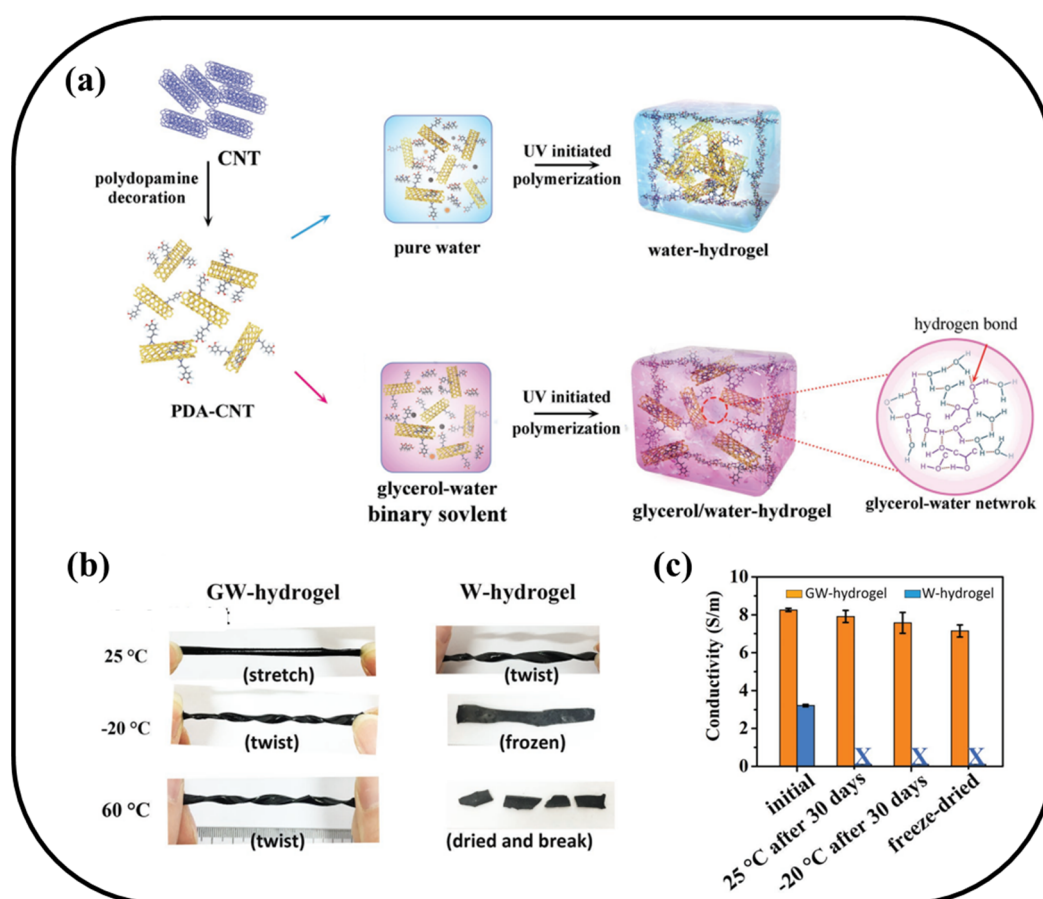 (a)
CNT
polydopamine
decoration
PDA-CNT
pure water
UV initiated
polymerization
water-hydrogel
glycerol-water
binary sovlent
UV initiated
polymerization
glycerol/water-hydrogel
hydrogen bond
glycerol-water netwrok
(b)
GW-hydrogel
W-hydrogel
25 °C
(stretch)
(twist)
-20 °C
(twist)
(frozen)
60 °C
(twist)
(dried and break)
(c)
GW-hydrogel
W-hydrogel
Conductivity (S/m)
10
8
6
4
2
0
X
X
X
initial
25 °C after 30 days
-20 °C after 30 days
freeze-dried